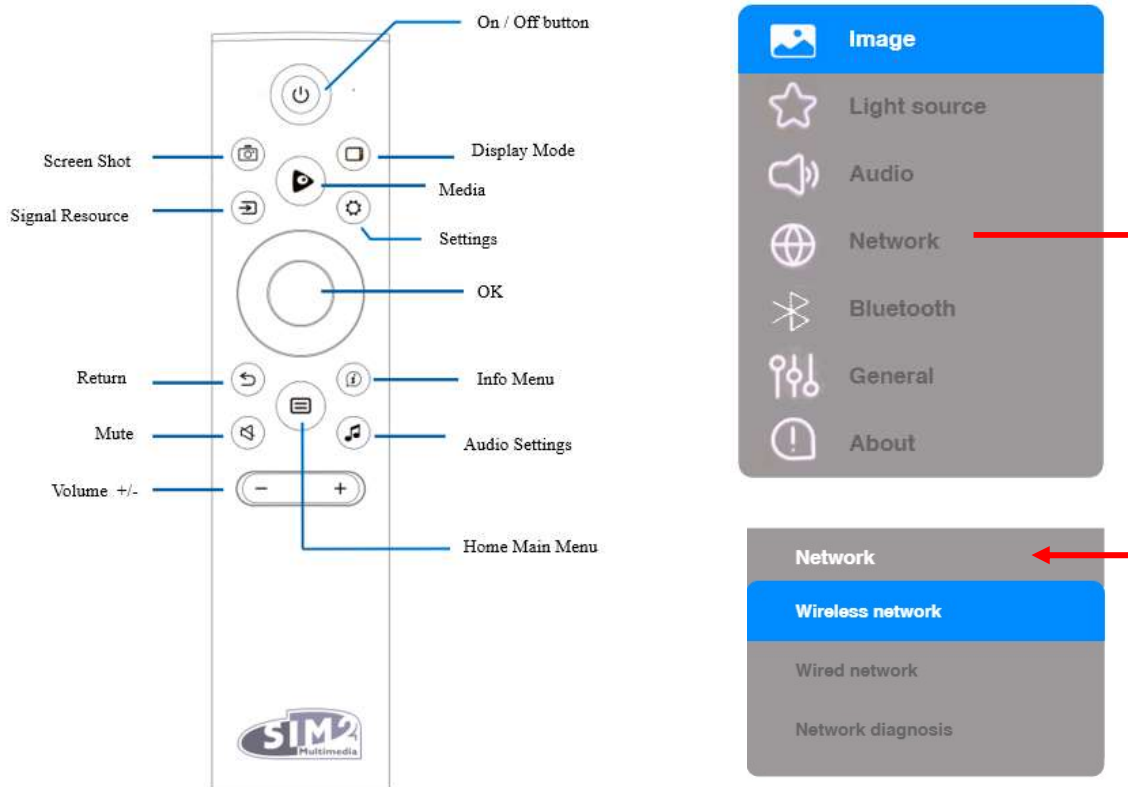 On / Off button
Screen Shot
Display Mode
Media
Signal Resource
Settings
OK
Return
Info Menu
Mute
Audio Settings
Volume +/-
- +
Home Main Menu
SIM2
Multimedia
Image
Light source
Audio
Network
Bluetooth
General
About
Network
Wireless network
Wired network
Network diagnosis